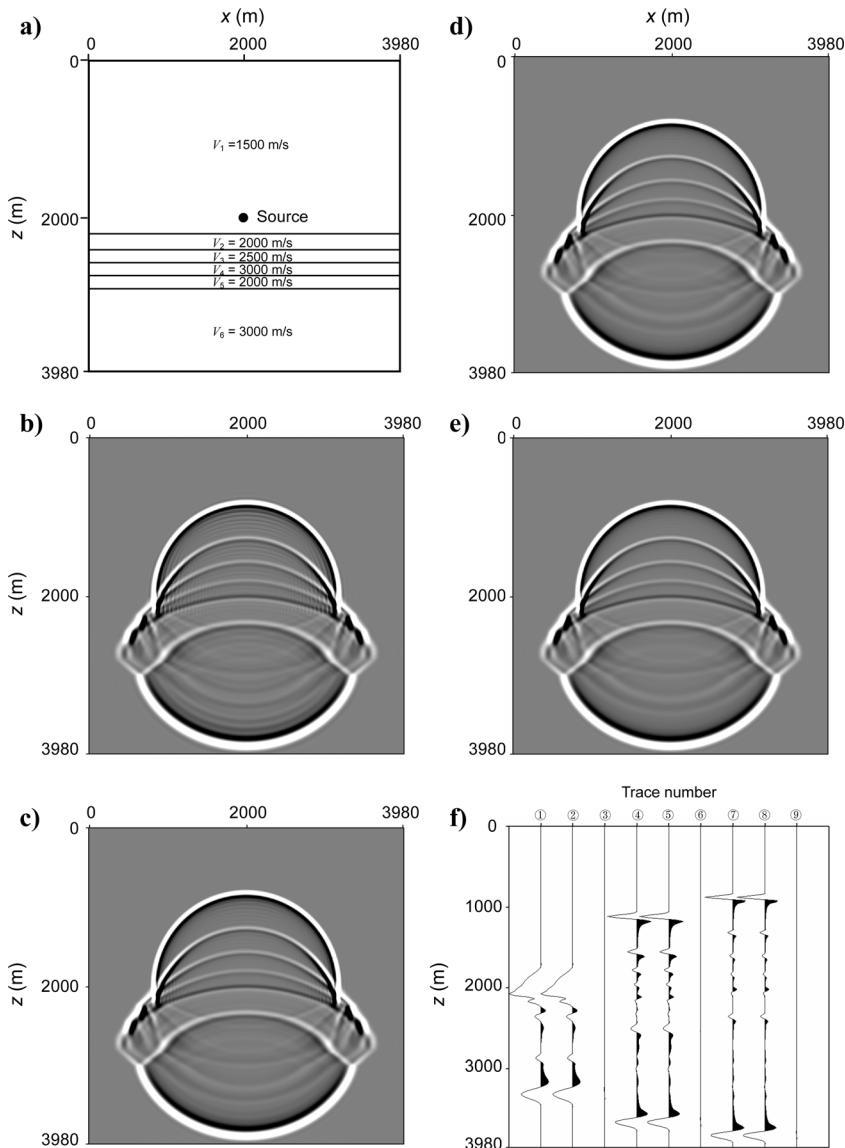 a)
x (m)
0 2000 3980
0
z (m)
2000
3980
V1 =1500 m/s
Source
V2 = 2000 m/s
V3 = 2500 m/s
V4 = 3000 m/s
V5 = 2000 m/s
V6 = 3000 m/s
b)
0 2000 3980
0
z (m)
2000
3980
c)
0 2000 3980
0
z (m)
2000
3980
d)
x (m)
0 2000 3980
0
2000
3980
e)
0 2000 3980
0
2000
3980
f)
Trace number
① ② ③ ④ ⑤ ⑥ ⑦ ⑧ ⑨
0
1000
z (m)
2000
3000
3980